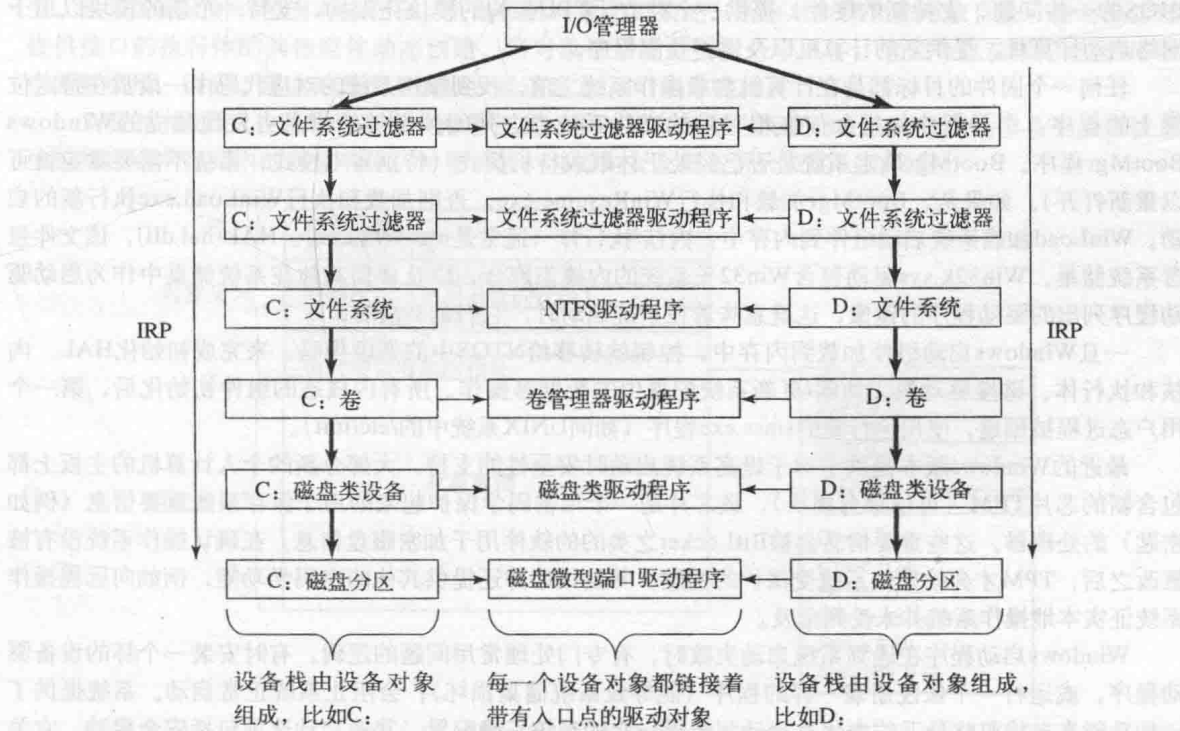 I/O管理器
C：文件系统过滤器 文件系统过滤器驱动程序 D：文件系统过滤器
C：文件系统过滤器 文件系统过滤器驱动程序 D：文件系统过滤器
C：文件系统 NTFS驱动程序 D：文件系统
IRP IRP
C：卷 卷管理器驱动程序 D：卷
C：磁盘类设备 磁盘类驱动程序 D：磁盘类设备
C：磁盘分区 磁盘微型端口驱动程序 D：磁盘分区
设备栈由设备对象 每一个设备对象都链接着 设备栈由设备对象组成，
组成，比如C： 带有入口点的驱动对象 比如D：